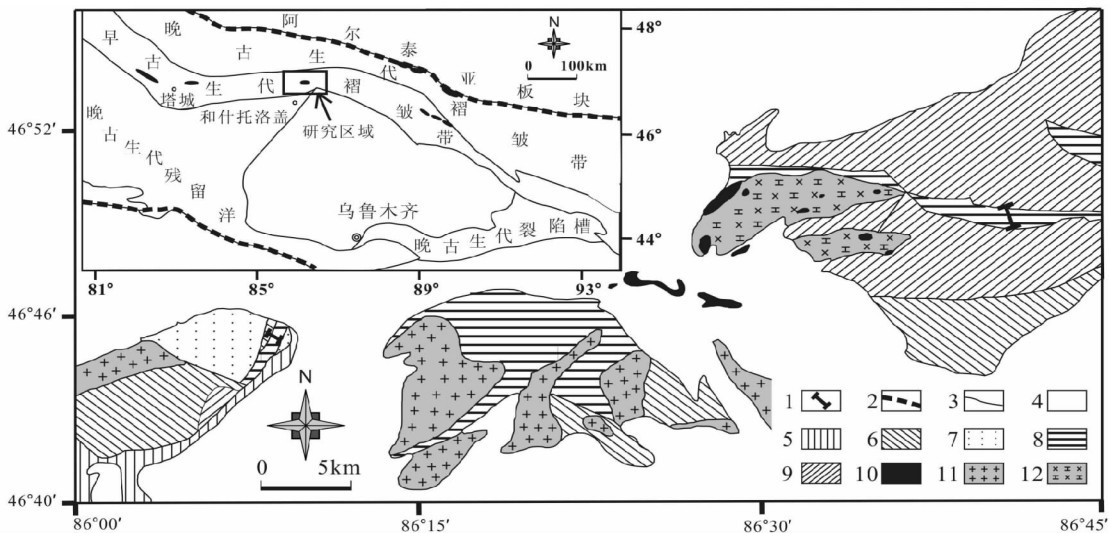 阿尔泰亚板块
晚古生代褶皱带
早古生代褶皱带
塔城
和什托洛盖
研究区域
晚古生代残留洋
乌鲁木齐
晚古生代裂陷槽
N
0 100km
48°
46°
44°
81° 85° 89° 93°
46°52′
46°46′
46°40′
86°00′ 86°15′ 86°30′ 86°45′
N
0 5km
1 2 3 4
5 6 7 8
9 10 11 12